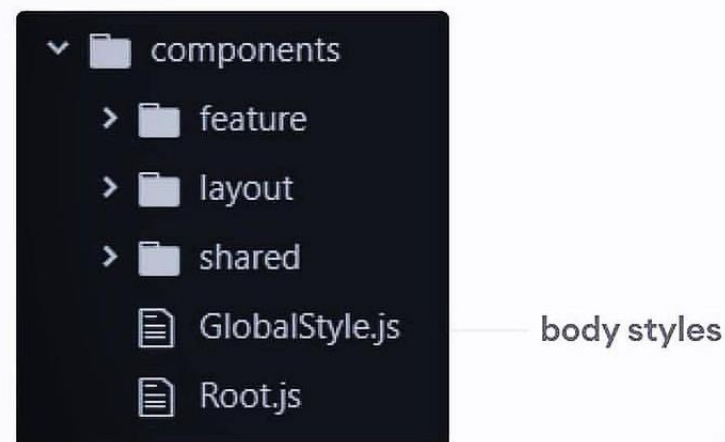 components
feature
layout
shared
GlobalStyle.js
body styles
Root.js